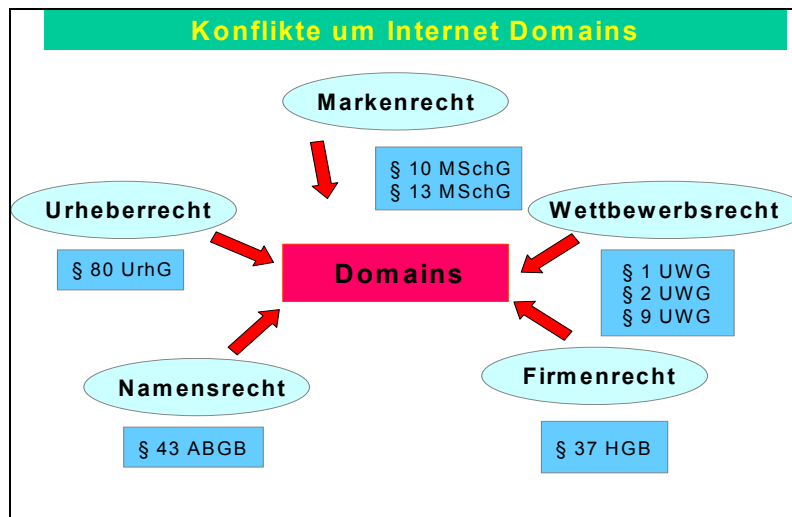 Konflikte um Internet Domains
Markenrecht
§ 10 MSchG
§ 13 MSchG
Urheberrecht
§ 80 UrhG
Wettbewerbsrecht
§ 1 UWG
§ 2 UWG
§ 9 UWG
Domains
Namensrecht
§ 43 ABGB
Firmenrecht
§ 37 HGB